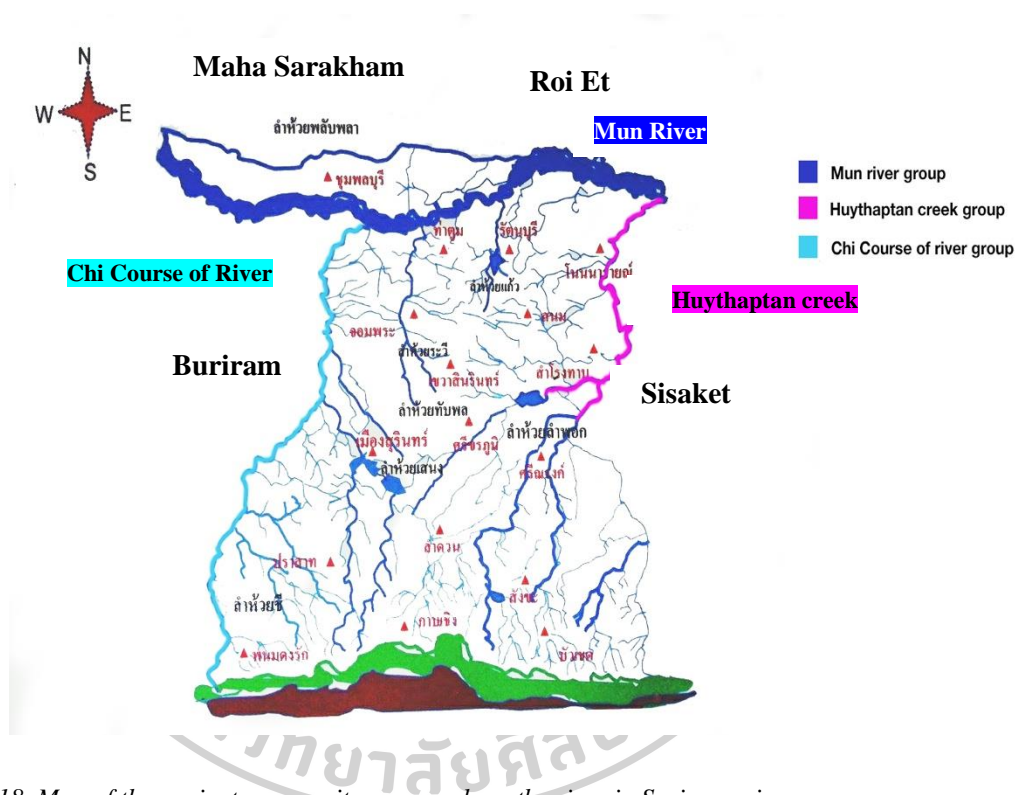 N
W E
S
Maha Sarakham
Roi Et
Mun River
ลำห้วยพลับพลา
ชุมพลบุรี
Mun river group
Huythaptan creek group
Chi Course of river group
ท่าตูม
รัตนบุรี
โนนนารายณ์
Chi Course of River
ลำห้วยแก้ว
Huythaptan creek
จอมพระ
สนม
ลำห้วยระวี
สำโรงทาบ
Buriram
เขวาสินรินทร์
Sisaket
ลำห้วยทับพล
เมืองสุรินทร์
ศรีขรภูมิ
ลำห้วยลำพอก
ลำห้วยเสนง
ศรีณรงค์
ลำดวน
ปราสาท
สังขะ
ลำห้วยชี
กาบเชิง
พนมดงรัก
บัวเชด